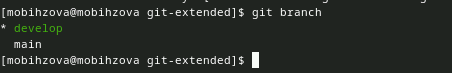 [mobihzova@mobihzova git-extended]$ git branch
* develop
main
[mobihzova@mobihzova git-extended]$